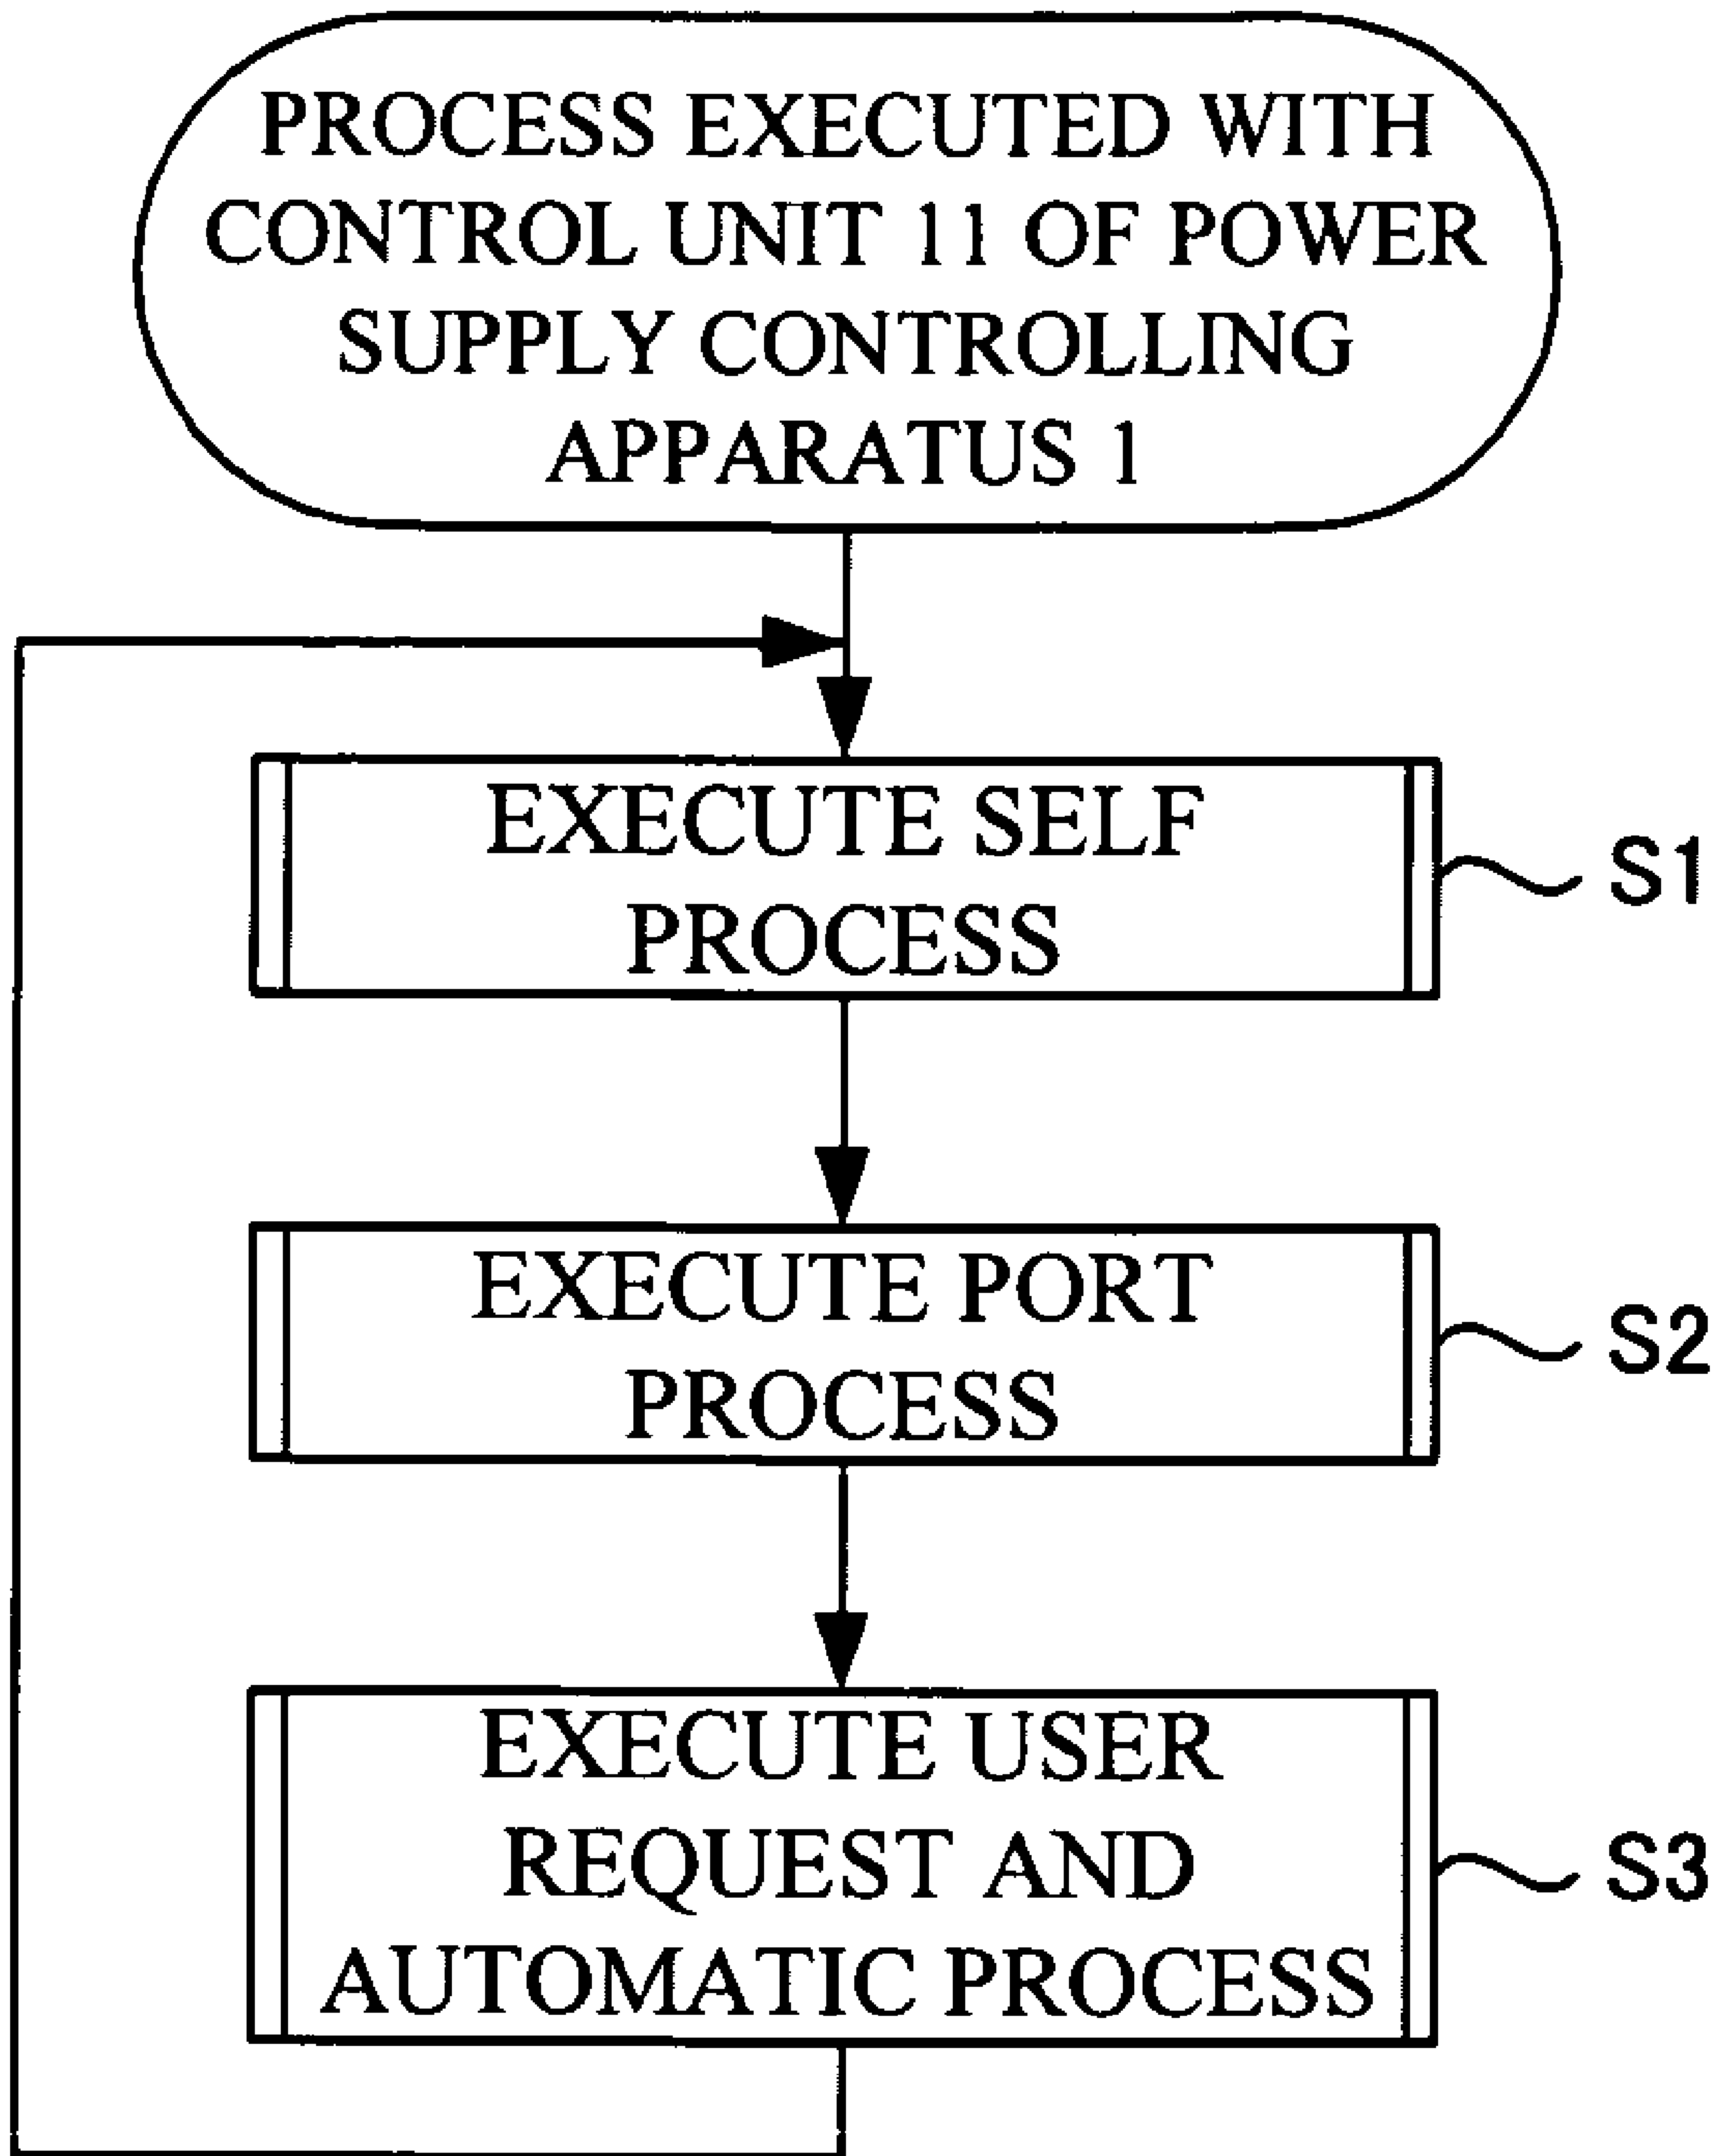 PROCESS EXECUTED WITH
CONTROL UNIT 11 OF POWER
SUPPLY CONTROLLING
APPARATUS 1
EXECUTE SELF
PROCESS
S1
EXECUTE PORT
PROCESS
S2
EXECUTE USER
REQUEST AND
AUTOMATIC PROCESS
S3